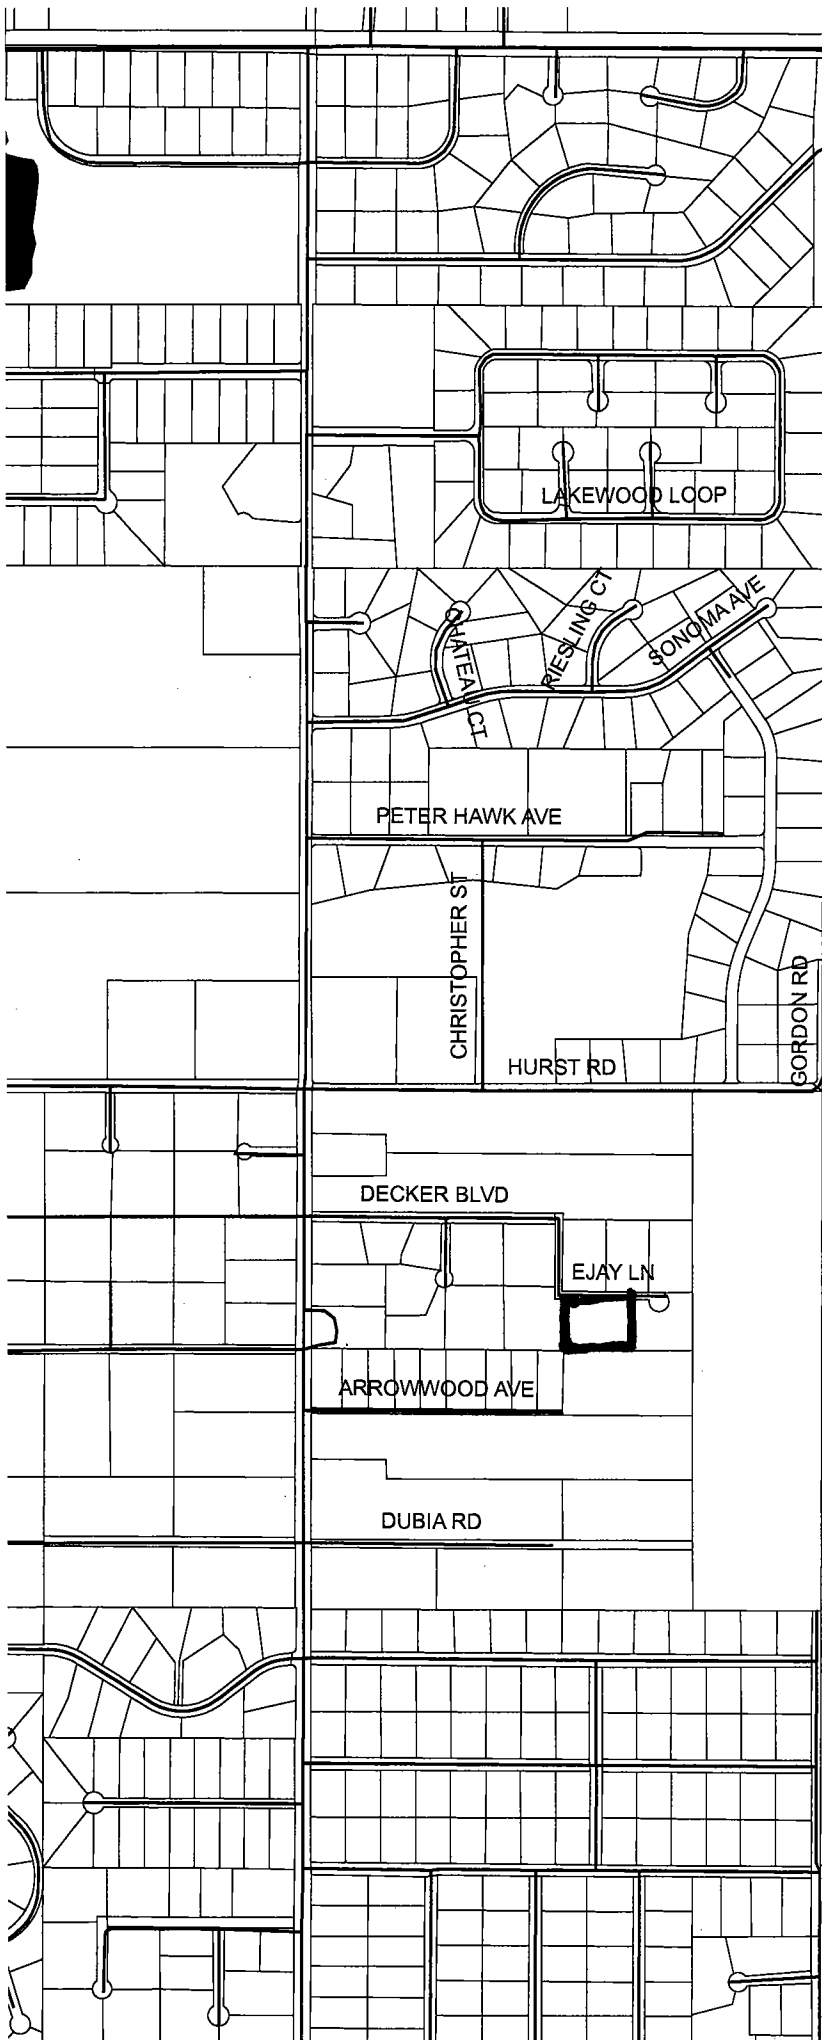 LAKEWOOD LOOP
CHATEAU CT
RIESLING CT
SONOMA AVE
PETER HAWK AVE
CHRISTOPHER ST
GORDON RD
HURST RD
DECKER BLVD
EJAY LN
ARROWWOOD AVE
DUBIA RD